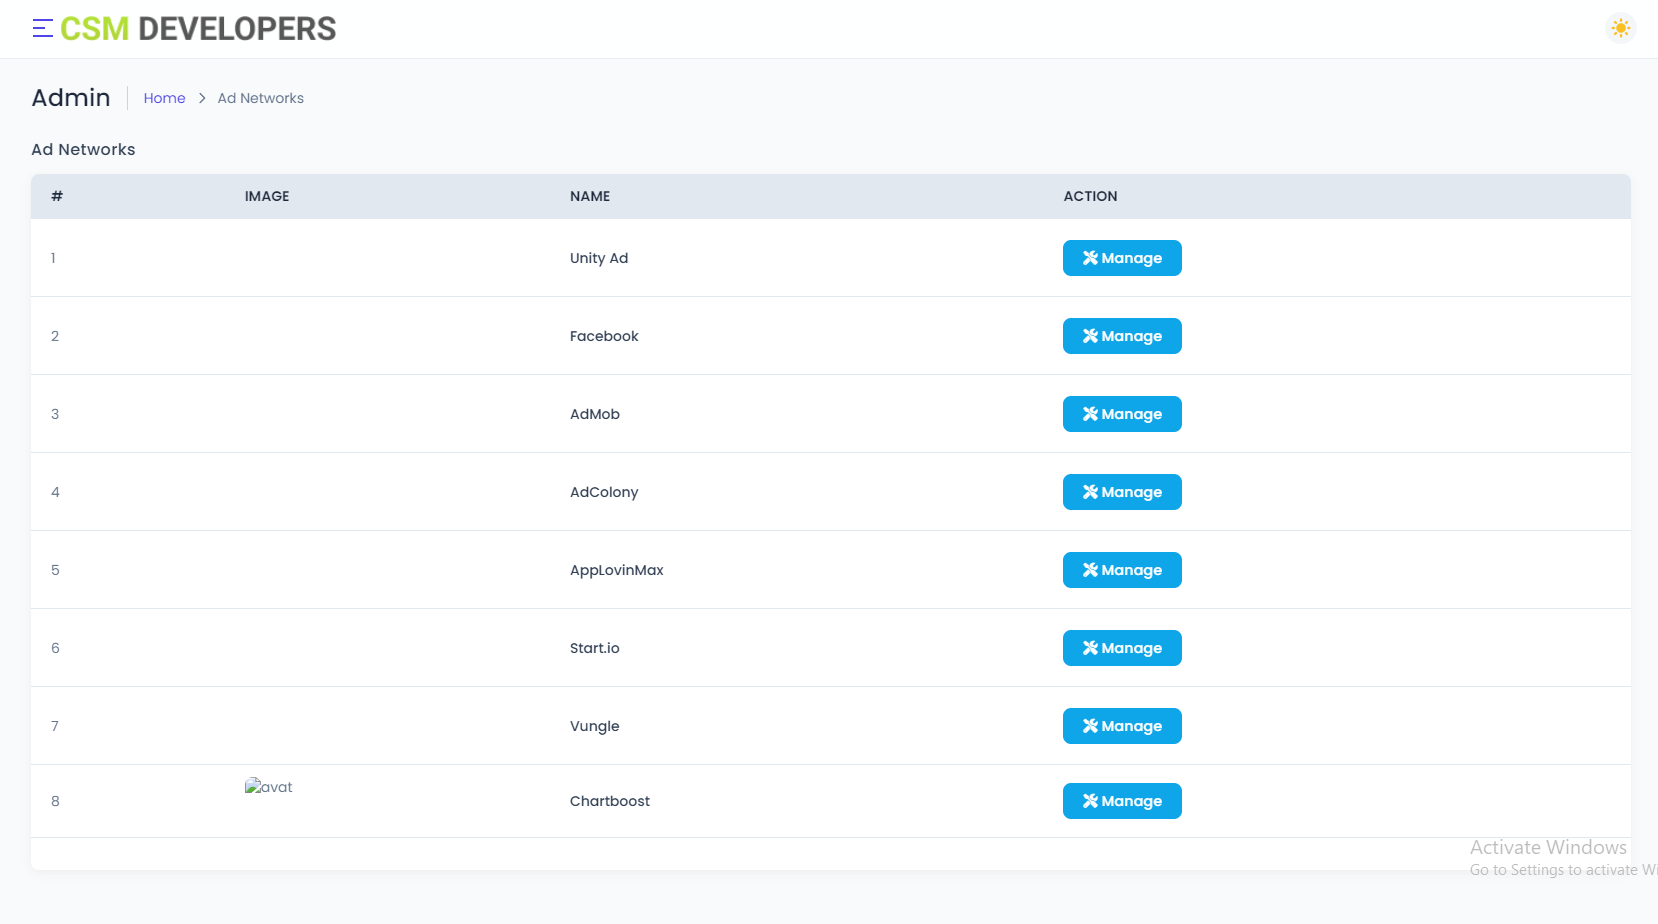 CSM DEVELOPERS
Admin
Home > Ad Networks
Ad Networks
# IMAGE NAME ACTION
1 Unity Ad Manage
2 Facebook Manage
3 AdMob Manage
4 AdColony Manage
5 AppLovinMax Manage
6 Start.io Manage
7 Vungle Manage
8 avat Chartboost Manage
Activate Windows
Go to Settings to activate Wi